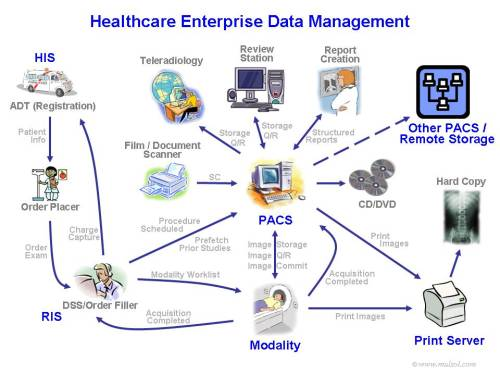 Healthcare Enterprise Data Management
HIS
ADT (Registration)
Patient
Info
Order Placer
Order
Exam
Charge
Capture
DSS/Order Filler
RIS
Teleradiology
Review
Station
Report
Creation
Storage
Q/R
Storage
Q/R
Structured
Reports
Other PACS /
Remote Storage
Film / Document
Scanner
SC
PACS
CD/DVD
Hard Copy
Procedure
Scheduled
Prefetch
Prior Studies
Modality Worklist
Acquisition
Completed
Image Storage
Image Q/R
Image Commit
Acquisition
Completed
Print
Images
Print Images
Modality
Print Server
©www.mulzol.com